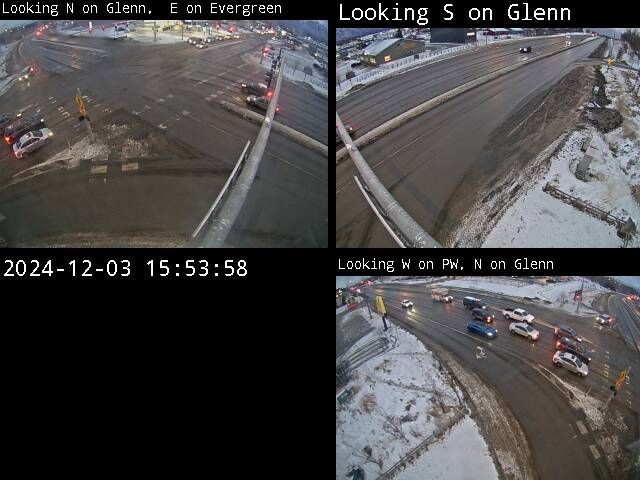 Looking N on Glenn, E on Evergreen
Looking S on Glenn
2024-12-03 15:53:58
Looking W on PW, N on Glenn